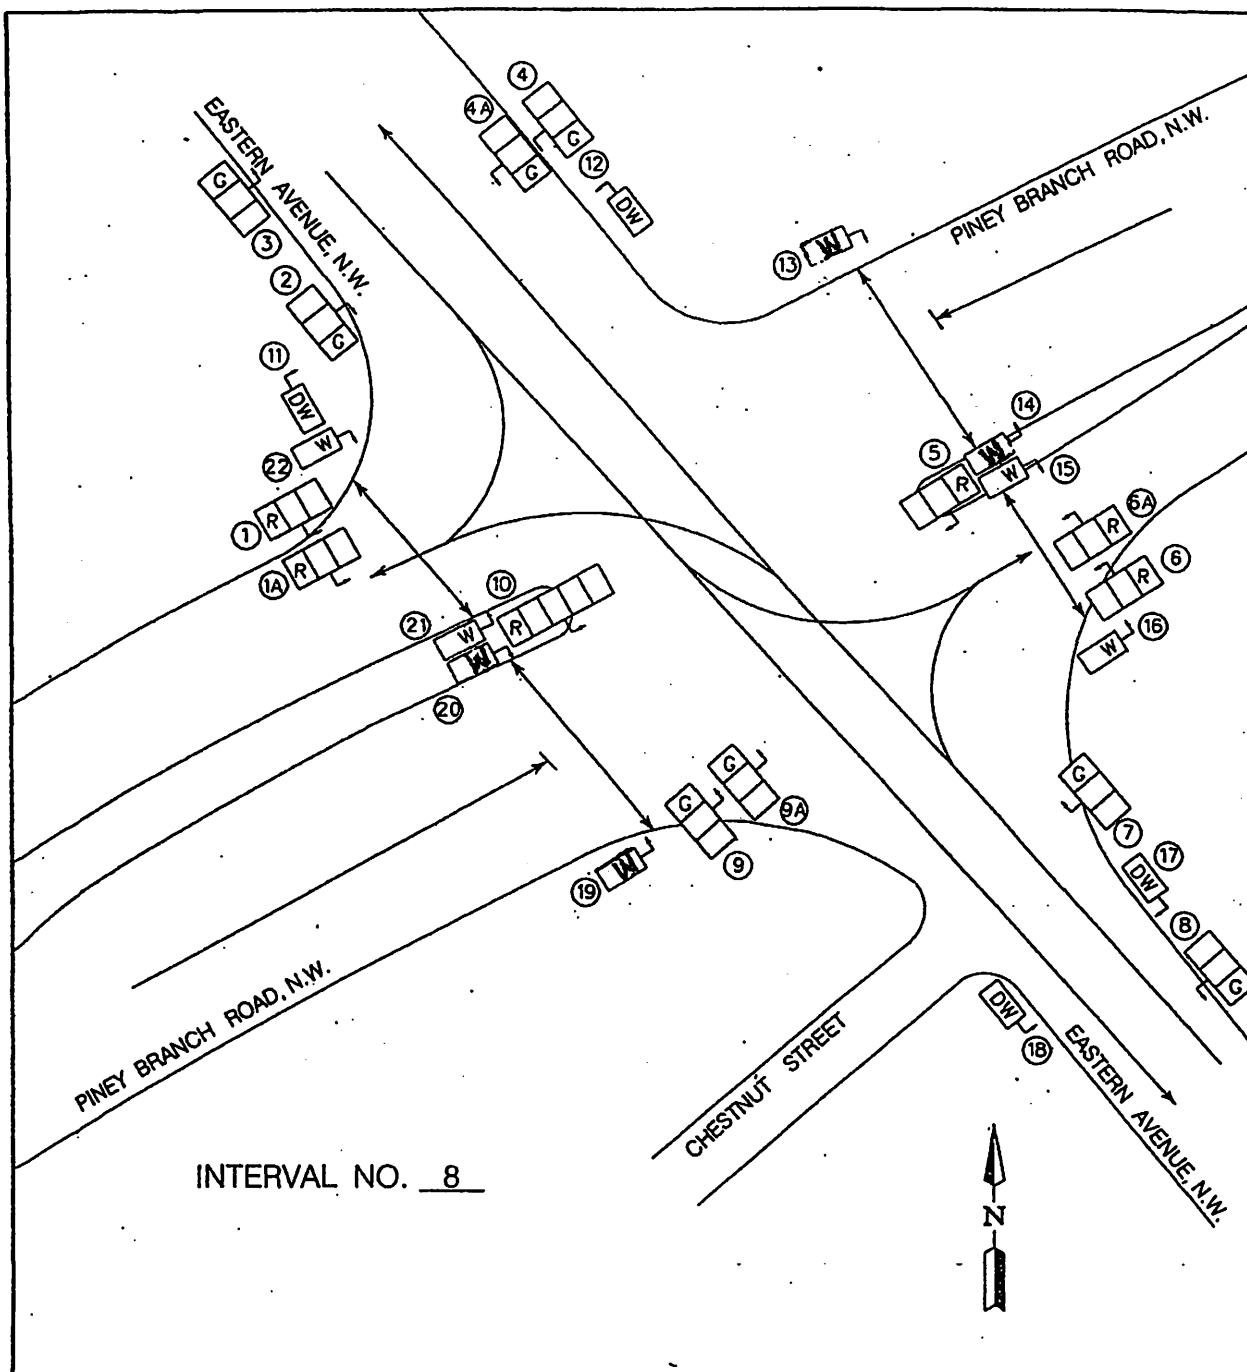 4
4A
G
G
12
DW
EASTERN AVENUE, N.W.
G
3
2
G
PINEY BRANCH ROAD, N.W.
W
13
11
DW
W
22
14
W
5
R
W
15
R
1
R
1A
6A
R
R
6
W
16
10
R
21
W
W
20
G
9A
G
9
W
19
G
7
17
DW
8
G
PINEY BRANCH ROAD, N.W.
CHESTNUT STREET
DW
18
EASTERN AVENUE, N.W.
INTERVAL NO. 8
N